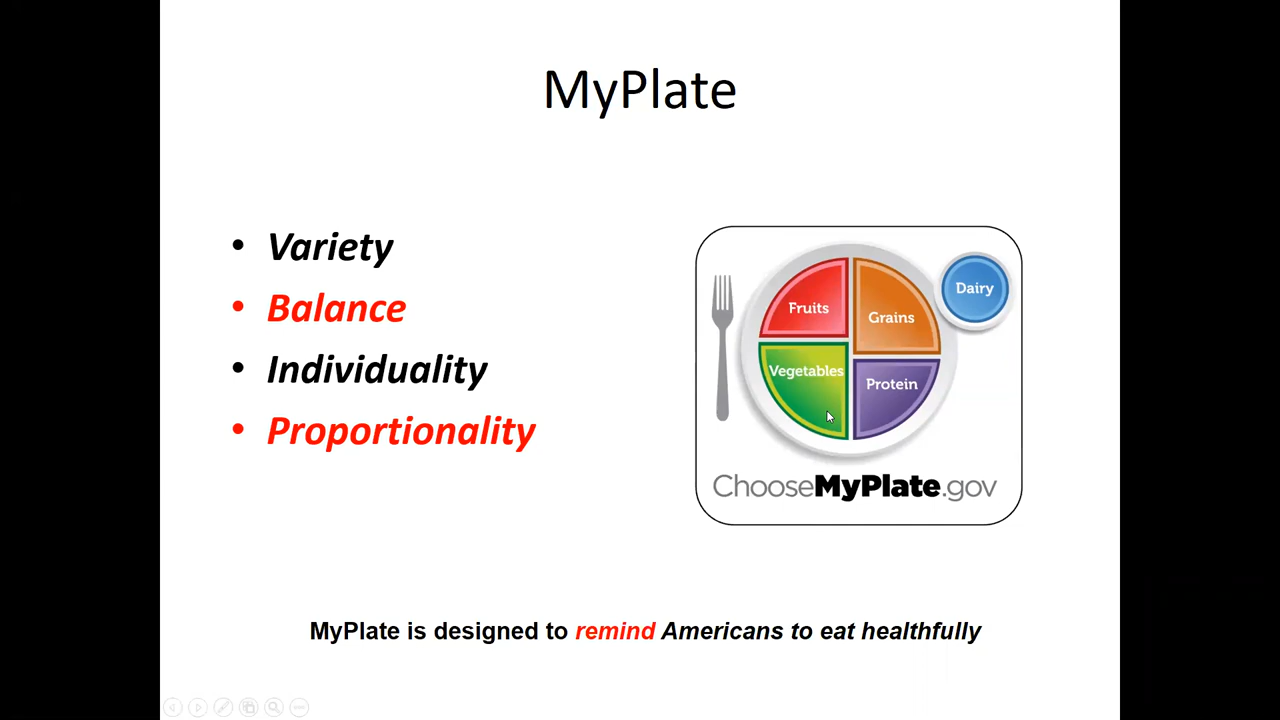 MyPlate
• Variety
• Balance
• Individuality
• Proportionality
Fruits
Grains
Dairy
Vegetables
Protein
ChooseMyPlate.gov
MyPlate is designed to remind Americans to eat healthfully